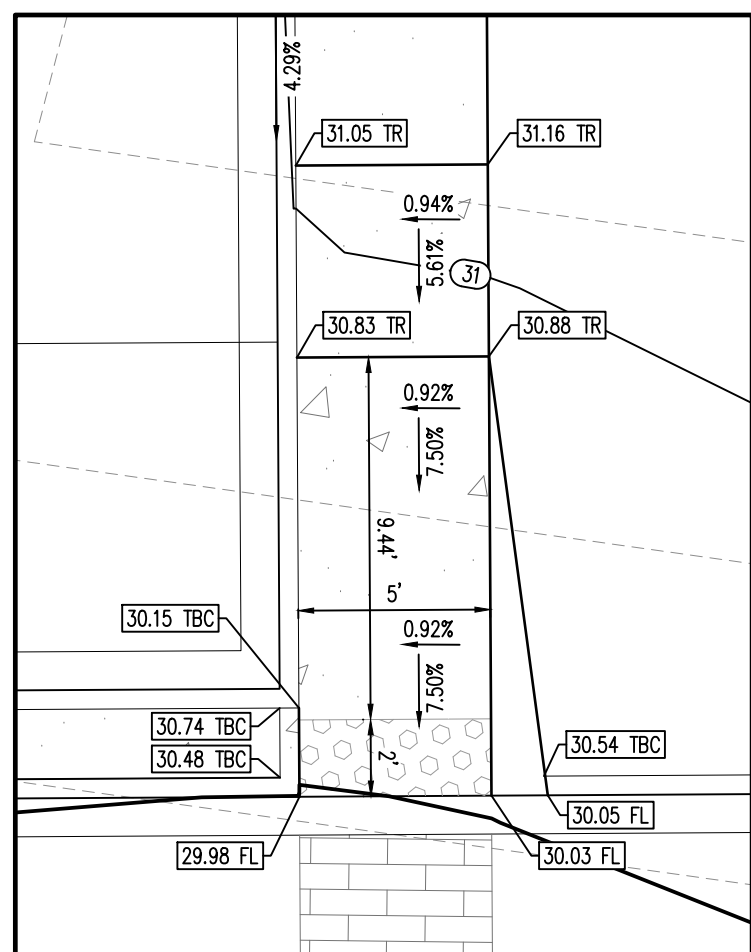 4.29%
31.05 TR
31.16 TR
0.94%
5.61%
31
30.83 TR
30.88 TR
0.92%
7.50%
9.44'
5'
30.15 TBC
0.92%
7.50%
30.74 TBC
30.54 TBC
30.48 TBC
2'
30.05 FL
29.98 FL
30.03 FL